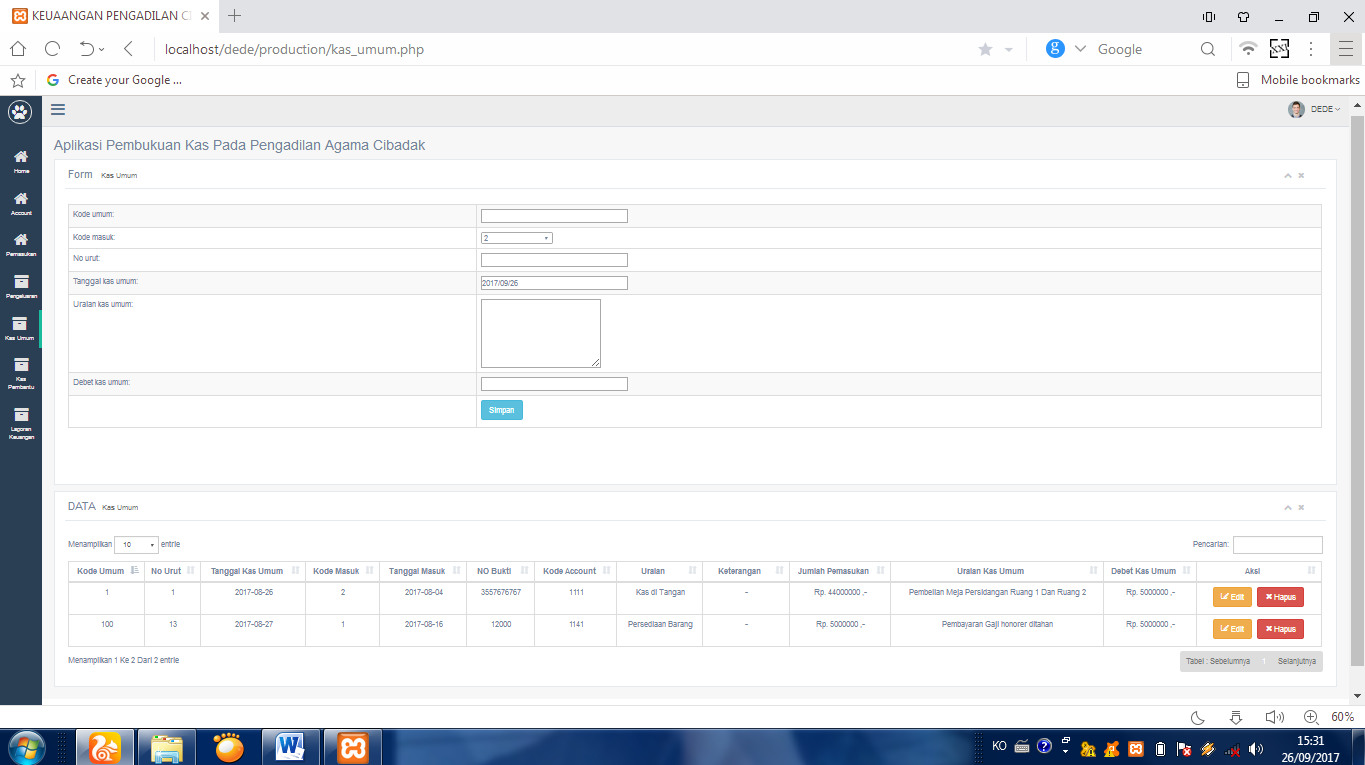 KEUAANGAN PENGADILAN CI
localhost/dede/production/kas_umum.php
Google
Create your Google ...
Mobile bookmarks
DEDE
Home
Account
Pemasukan
Pengeluaran
Kas Umum
Kas
Pembantu
Laporan
Keuangan
Aplikasi Pembukuan Kas Pada Pengadilan Agama Cibadak
Form Kas Umum
Kode umum:
Kode masuk: 2
No urut:
Tanggal kas umum: 2017/09/26
Uraian kas umum:
Debet kas umum:
Simpan
DATA Kas Umum
Menampilkan 10 entrie
Pencarian:
Kode Umum No Urut Tanggal Kas Umum Kode Masuk Tanggal Masuk NO Bukti Kode Account Uraian Keterangan Jumlah Pemasukan Uraian Kas Umum Debet Kas Umum Aksi
1 1 2017-08-26 2 2017-08-04 3557676767 1111 Kas di Tangan - Rp. 44000000 ,- Pembelian Meja Persidangan Ruang 1 Dan Ruang 2 Rp. 5000000 ,- Edit Hapus
100 13 2017-08-27 1 2017-08-16 12000 1141 Persediaan Barang - Rp. 5000000 ,- Pembayaran Gaji honorer ditahan Rp. 5000000 ,- Edit Hapus
Menampilkan 1 Ke 2 Dari 2 entrie
Tabel : Sebelumnya 1 Selanjutnya
60%
KO
15:31
26/09/2017